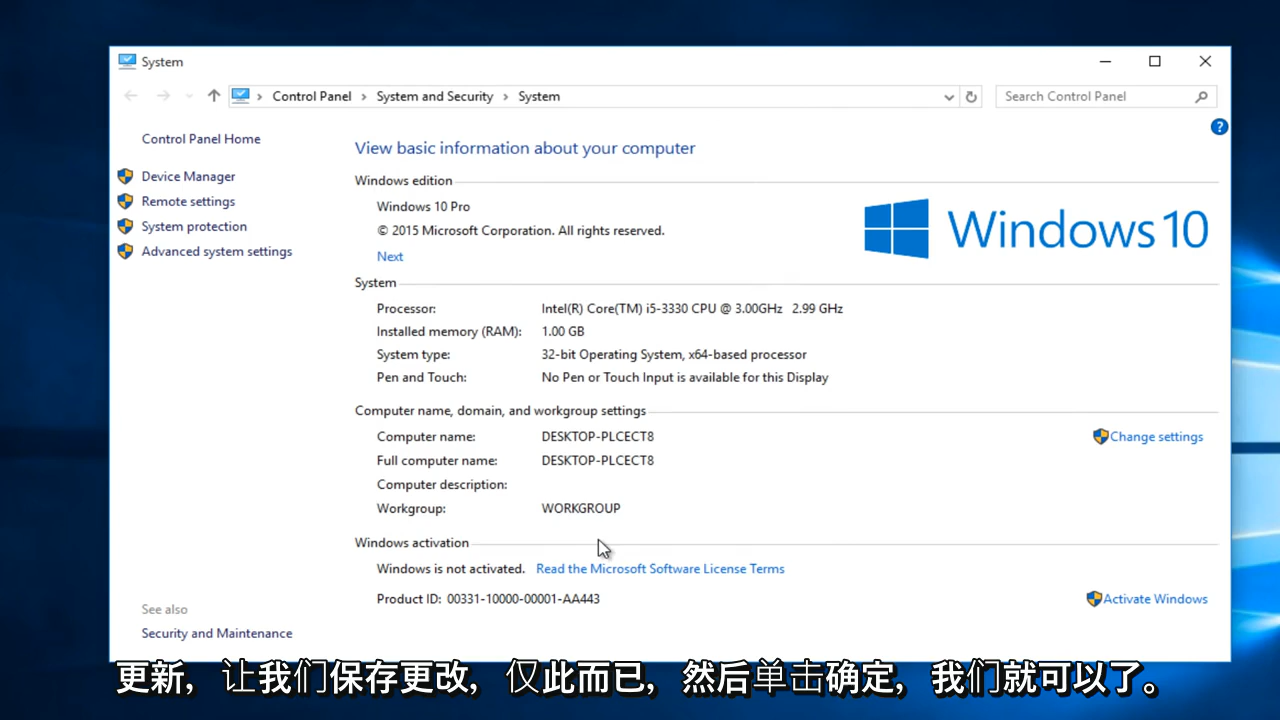 System
Control Panel › System and Security › System
Search Control Panel
?
Control Panel Home
Device Manager
Remote settings
System protection
Advanced system settings
View basic information about your computer
Windows edition
Windows 10 Pro
© 2015 Microsoft Corporation. All rights reserved.
Next
Windows 10
System
Processor: Intel(R) Core(TM) i5-3330 CPU @ 3.00GHz 2.99 GHz
Installed memory (RAM): 1.00 GB
System type: 32-bit Operating System, x64-based processor
Pen and Touch: No Pen or Touch Input is available for this Display
Computer name, domain, and workgroup settings
Computer name: DESKTOP-PLCECT8
Change settings
Full computer name: DESKTOP-PLCECT8
Computer description:
Workgroup: WORKGROUP
Windows activation
Windows is not activated. Read the Microsoft Software License Terms
Product ID: 00331-10000-00001-AA443
Activate Windows
See also
Security and Maintenance
更新, 让我们保存更改, 仅此而已, 然后单击确定, 我们就可以了。